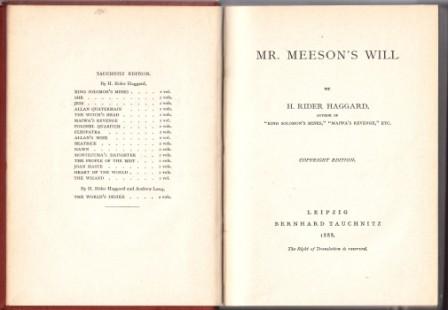 TAUCHNITZ EDITION.
By H. Rider Haggard,
KING SOLOMON'S MINES . . . . 1 vol.
SHE . . . . . . . . 2 vols.
JESS . . . . . . . . 2 vols.
ALLAN QUATERMAIN . . . . 2 vols.
THE WITCH'S HEAD . . . . 2 vols.
MAIWA'S REVENGE . . . . 1 vol.
COLONEL QUARITCH . . . . 2 vols.
CLEOPATRA . . . . . . 2 vols.
ALLAN'S WIFE . . . . . 1 vol.
BEATRICE . . . . . . 2 vols.
DAWN . . . . . . . 2 vols.
MONTEZUMA'S DAUGHTER . . . 2 vols.
THE PEOPLE OF THE MIST . . . 2 vols.
JOAN HASTE . . . . . . 2 vols.
HEART OF THE WORLD . . . . 2 vols.
THE WIZARD . . . . . . 1 vol.
By H. Rider Haggard and Andrew Lang,
THE WORLD'S DESIRE . . . . 2 vols.
MR. MEESON'S WILL
BY
H. RIDER HAGGARD,
AUTHOR OF
"KING SOLOMON'S MINES," "MAIWA'S REVENGE," ETC.
COPYRIGHT EDITION.
LEIPZIG
BERNHARD TAUCHNITZ
1888.
The Right of Translation is reserved.